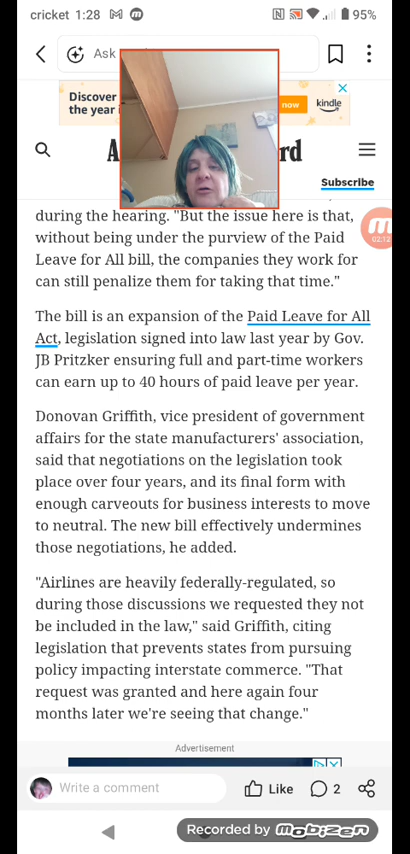 cricket 1:28 95%
Ask
Discover
the year i
now
kindle
A rd
Subscribe
during the hearing. "But the issue here is that,
without being under the purview of the Paid
Leave for All bill, the companies they work for
can still penalize them for taking that time."
02:12
The bill is an expansion of the Paid Leave for All
Act, legislation signed into law last year by Gov.
JB Pritzker ensuring full and part-time workers
can earn up to 40 hours of paid leave per year.
Donovan Griffith, vice president of government
affairs for the state manufacturers' association,
said that negotiations on the legislation took
place over four years, and its final form with
enough carveouts for business interests to move
to neutral. The new bill effectively undermines
those negotiations, he added.
"Airlines are heavily federally-regulated, so
during those discussions we requested they not
be included in the law," said Griffith, citing
legislation that prevents states from pursuing
policy impacting interstate commerce. "That
request was granted and here again four
months later we're seeing that change."
Advertisement
Write a comment Like 2
Recorded by mobizen